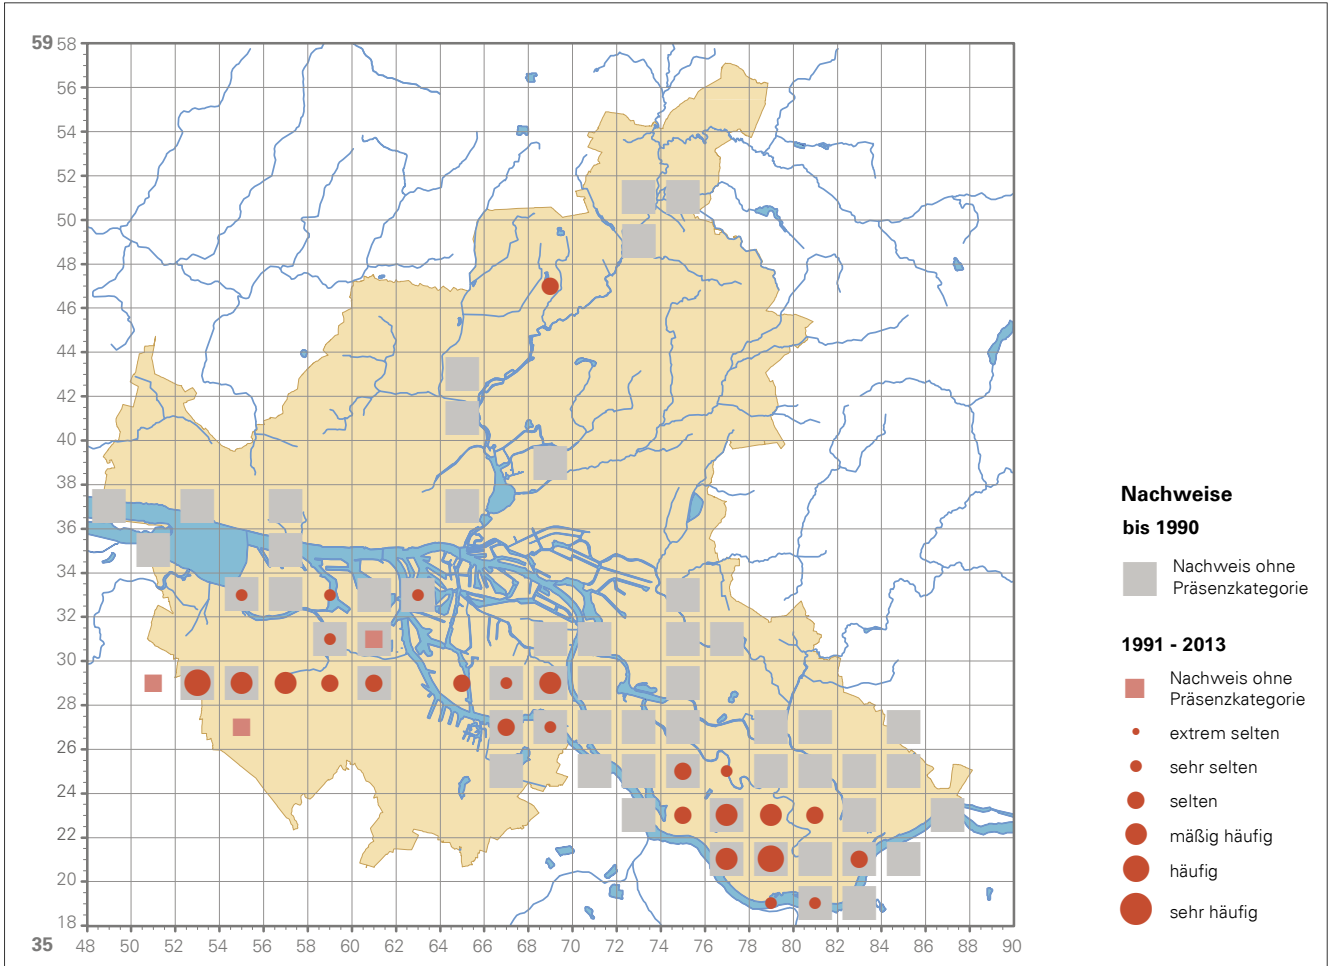 59 58
56
54
52
50
48
46
44
42
40
38
36
34
32
30
28
26
24
22
20
18
35
48 50 52 54 56 58 60 62 64 66 68 70 72 74 76 78 80 82 84 86 88 90
Nachweise
bis 1990
Nachweis ohne
Präsenzkategorie
1991 - 2013
Nachweis ohne
Präsenzkategorie
extrem selten
sehr selten
selten
mäßig häufig
häufig
sehr häufig